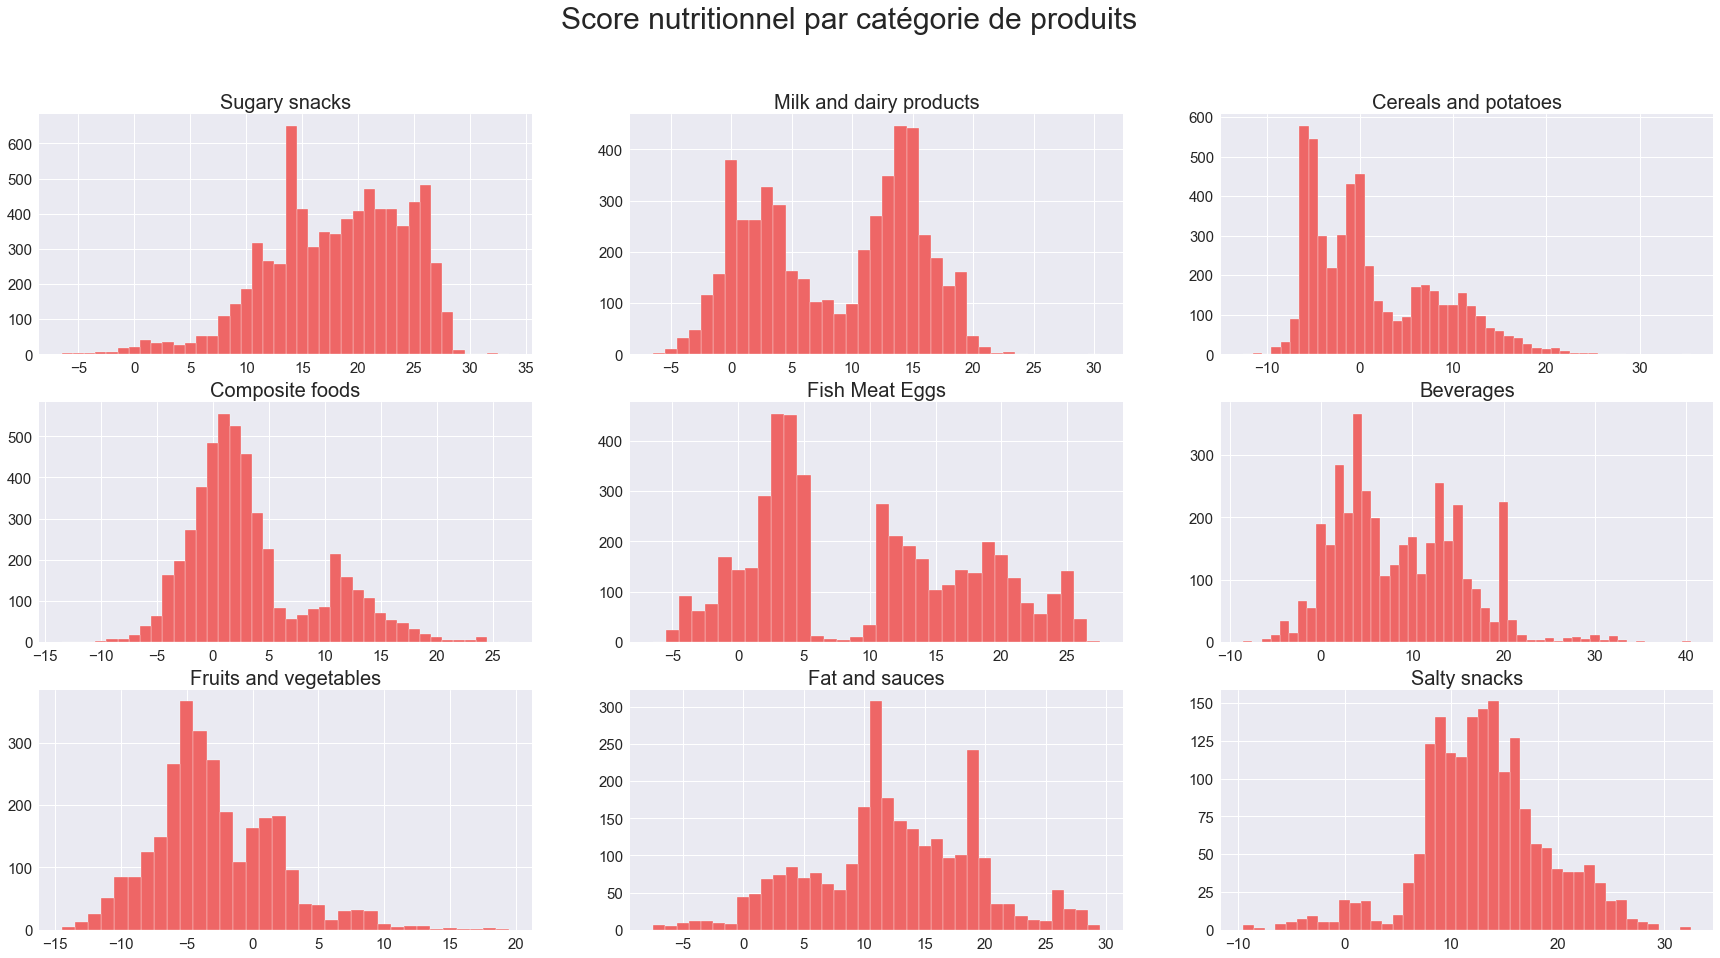 Score nutritionnel par catégorie de produits
Sugary snacks
Milk and dairy products
Cereals and potatoes
600
500
400
300
200
100
0
−5 0 5 10 15 20 25 30 35
400
300
200
100
0
−5 0 5 10 15 20 25 30
600
500
400
300
200
100
0
−10 0 10 20 30
Composite foods
Fish Meat Eggs
Beverages
500
400
300
200
100
0
−15 −10 −5 0 5 10 15 20 25
400
300
200
100
0
−5 0 5 10 15 20 25
300
200
100
0
−10 0 10 20 30 40
Fruits and vegetables
Fat and sauces
Salty snacks
300
200
100
0
−15 −10 −5 0 5 10 15 20
300
250
200
150
100
50
0
−5 0 5 10 15 20 25 30
150
125
100
75
50
25
0
−10 0 10 20 30